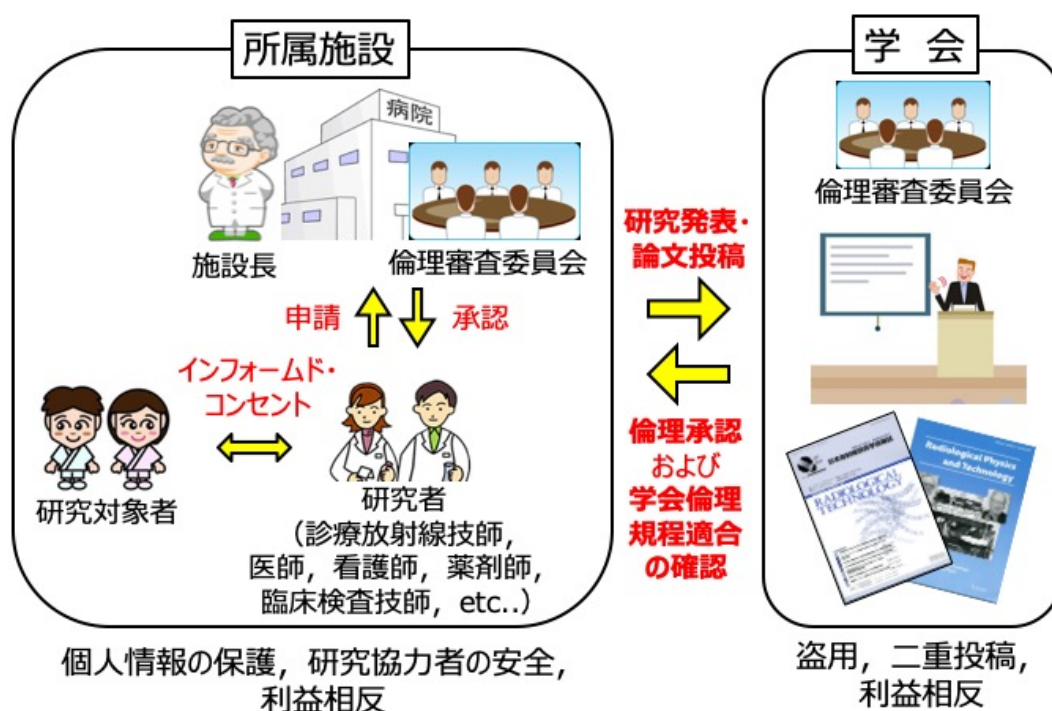 所属施設
病院
施設長
倫理審査委員会
申請
承認
インフォームド・
コンセント
研究対象者
研究者
（診療放射線技師，
医師，看護師，薬剤師，
臨床検査技師，etc..）
個人情報の保護，研究協力者の安全，
利益相反
研究発表・
論文投稿
倫理承認
および
学会倫理
規程適合
の確認
学 会
倫理審査委員会
RADIOLOGICAL
TECHNOLOGY
Radiological Physics
and Technology
盗用，二重投稿，
利益相反